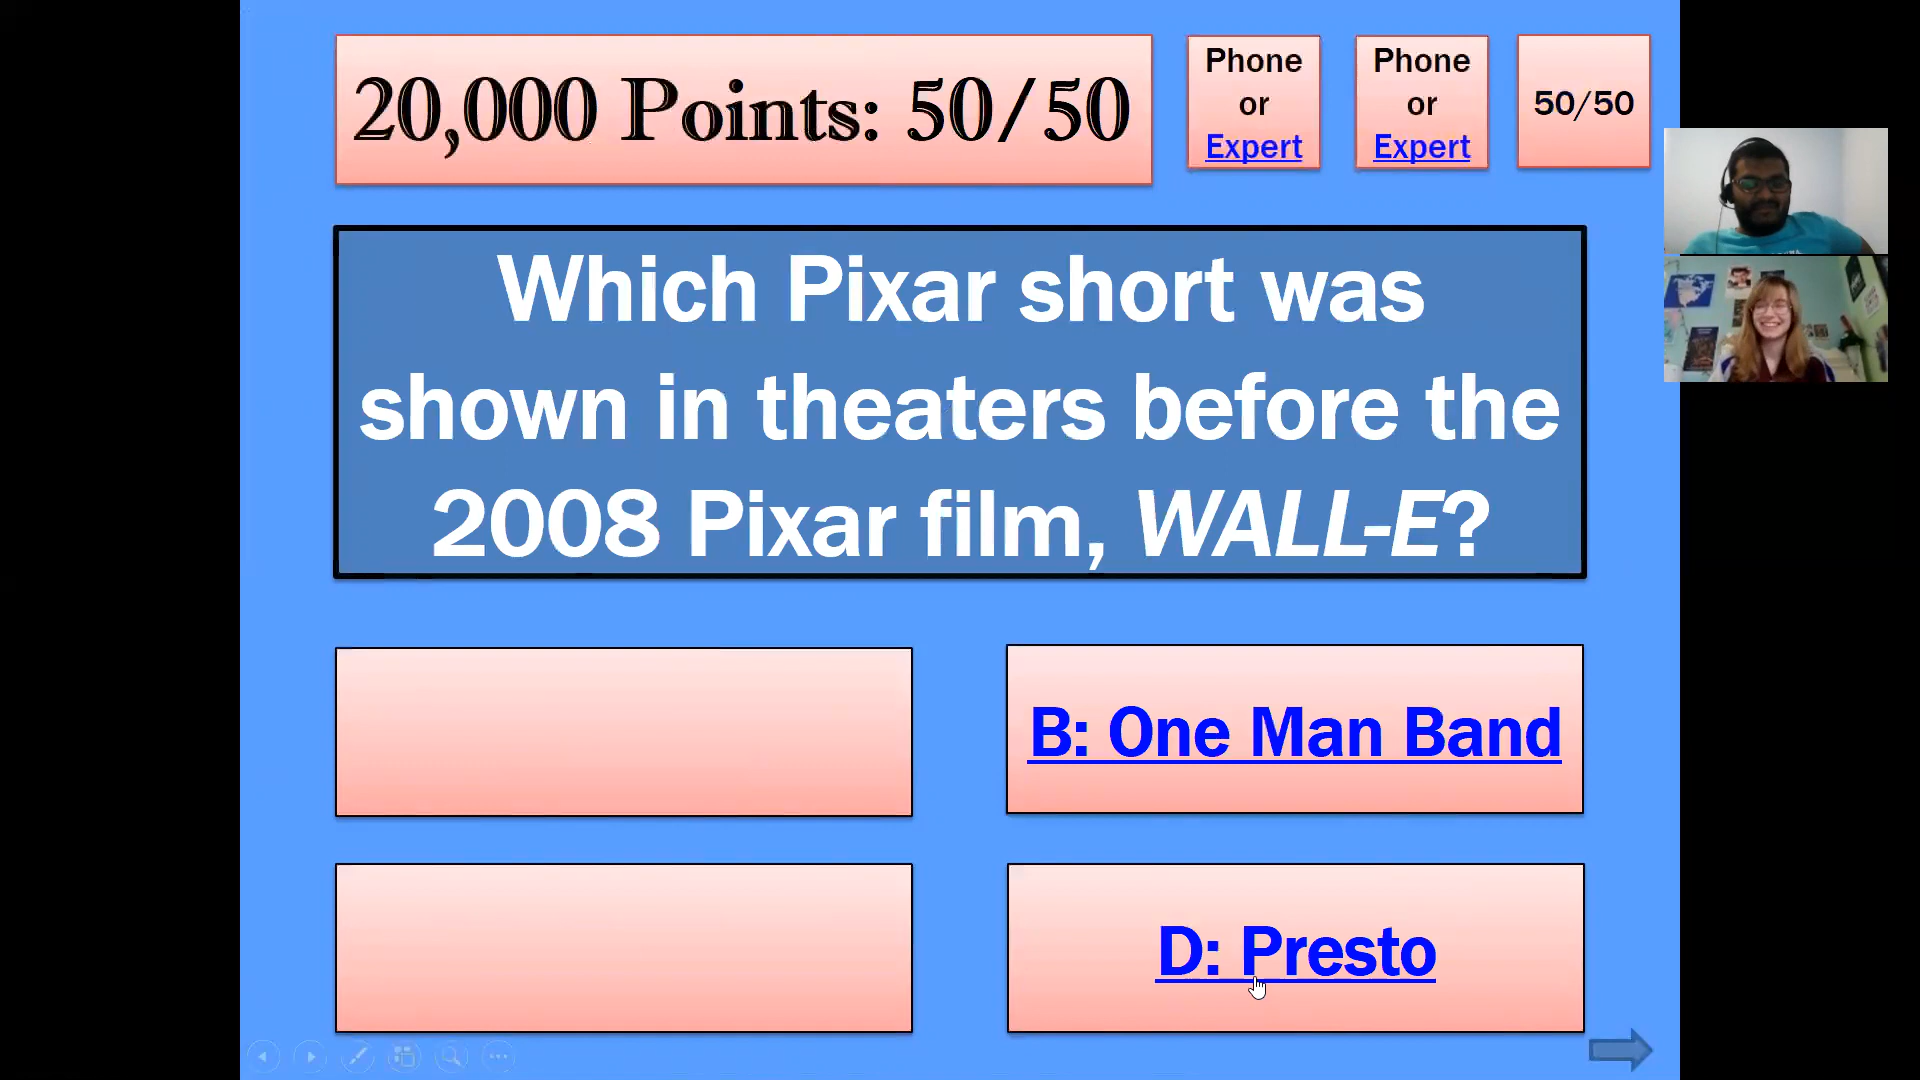 20,000 Points: 50/50
Phone
or
Expert
Phone
or
Expert
50/50
Which Pixar short was
shown in theaters before the
2008 Pixar film, WALL-E?
B: One Man Band
D: Presto